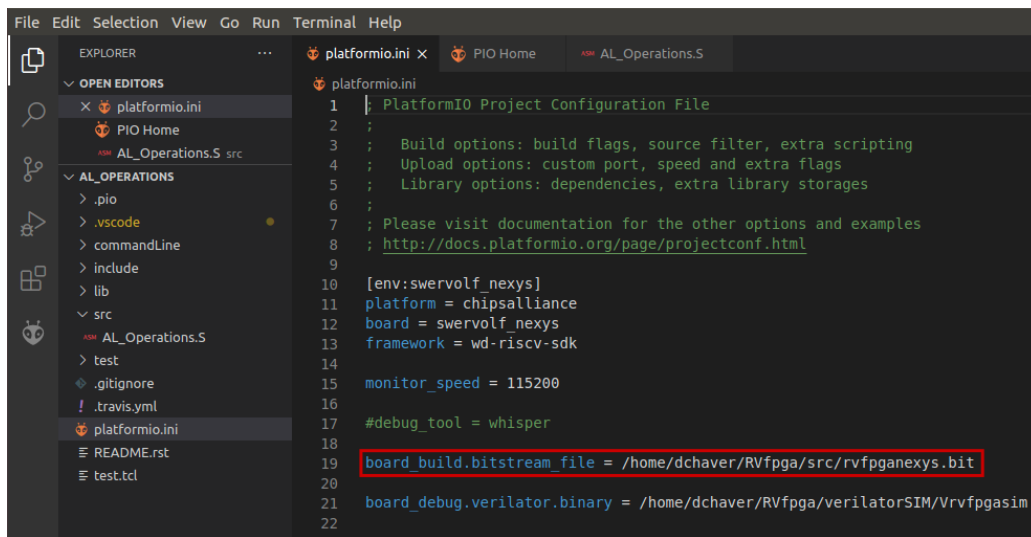 File Edit Selection View Go Run Terminal Help
EXPLORER ...
OPEN EDITORS
platformio.ini
PIO Home
ASM AL_Operations.S src
AL_OPERATIONS
.pio
.vscode
commandLine
include
lib
src
ASM AL_Operations.S
test
.gitignore
! .travis.yml
platformio.ini
README.rst
test.tcl
platformio.ini PIO Home ASM AL_Operations.S
platformio.ini
1 ; PlatformIO Project Configuration File
2 ;
3 ;   Build options: build flags, source filter, extra scripting
4 ;   Upload options: custom port, speed and extra flags
5 ;   Library options: dependencies, extra library storages
6 ;
7 ; Please visit documentation for the other options and examples
8 ; http://docs.platformio.org/page/projectconf.html
9
10 [env:swervolf_nexys]
11 platform = chipsalliance
12 board = swervolf_nexys
13 framework = wd-riscv-sdk
14
15 monitor_speed = 115200
16
17 #debug_tool = whisper
18
19 board_build.bitstream_file = /home/dchaver/RVfpga/src/rvfpganexys.bit
20
21 board_debug.verilator.binary = /home/dchaver/RVfpga/verilatorSIM/Vrvfpgasim
22